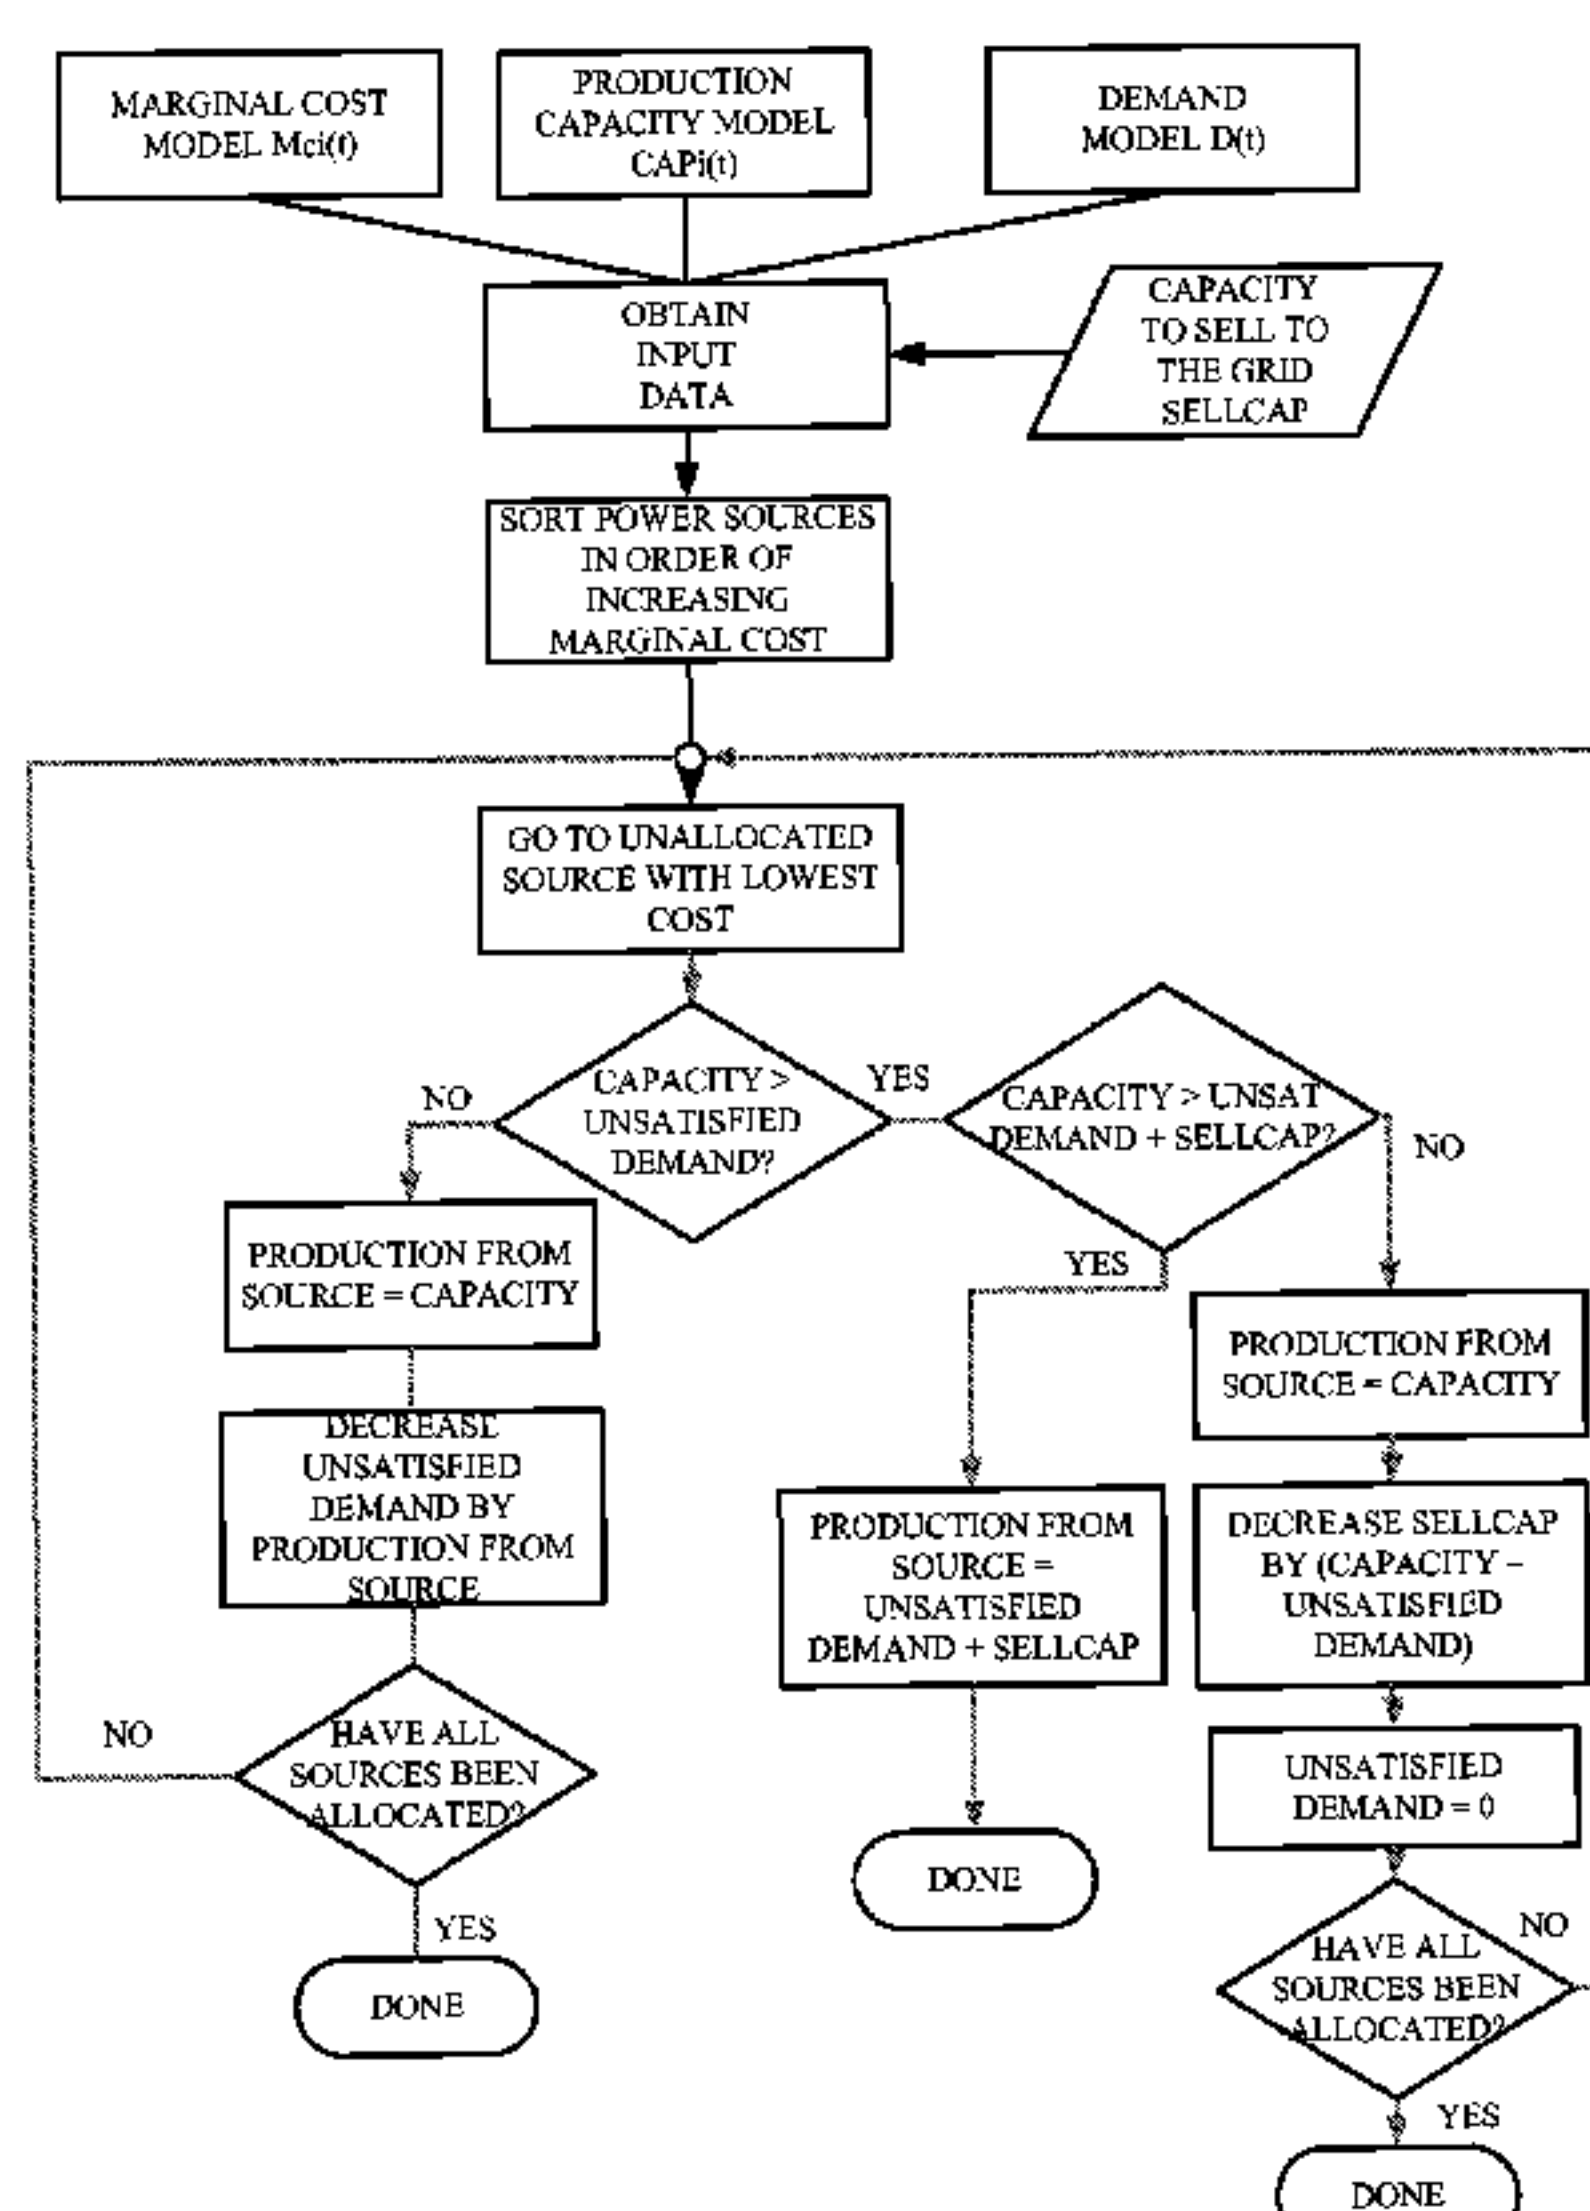 MARGINAL COST
MODEL Mci(t)
PRODUCTION
CAPACITY MODEL
CAPi(t)
DEMAND
MODEL D(t)
OBTAIN
INPUT
DATA
CAPACITY
TO SELL TO
THE GRID
SELLCAP
SORT POWER SOURCES
IN ORDER OF
INCREASING
MARGINAL COST
GO TO UNALLOCATED
SOURCE WITH LOWEST
COST
NO
CAPACITY >
UNSATISFIED
DEMAND?
YES
CAPACITY > UNSAT
DEMAND + SELLCAP?
NO
YES
PRODUCTION FROM
SOURCE = CAPACITY
PRODUCTION FROM
SOURCE = CAPACITY
DECREASE
UNSATISFIED
DEMAND BY
PRODUCTION FROM
SOURCE
PRODUCTION FROM
SOURCE =
UNSATISFIED
DEMAND + SELLCAP
DECREASE SELLCAP
BY (CAPACITY –
UNSATISFIED
DEMAND)
NO
HAVE ALL
SOURCES BEEN
ALLOCATED?
UNSATISFIED
DEMAND = 0
DONE
YES
DONE
HAVE ALL
SOURCES BEEN
ALLOCATED?
NO
YES
DONE